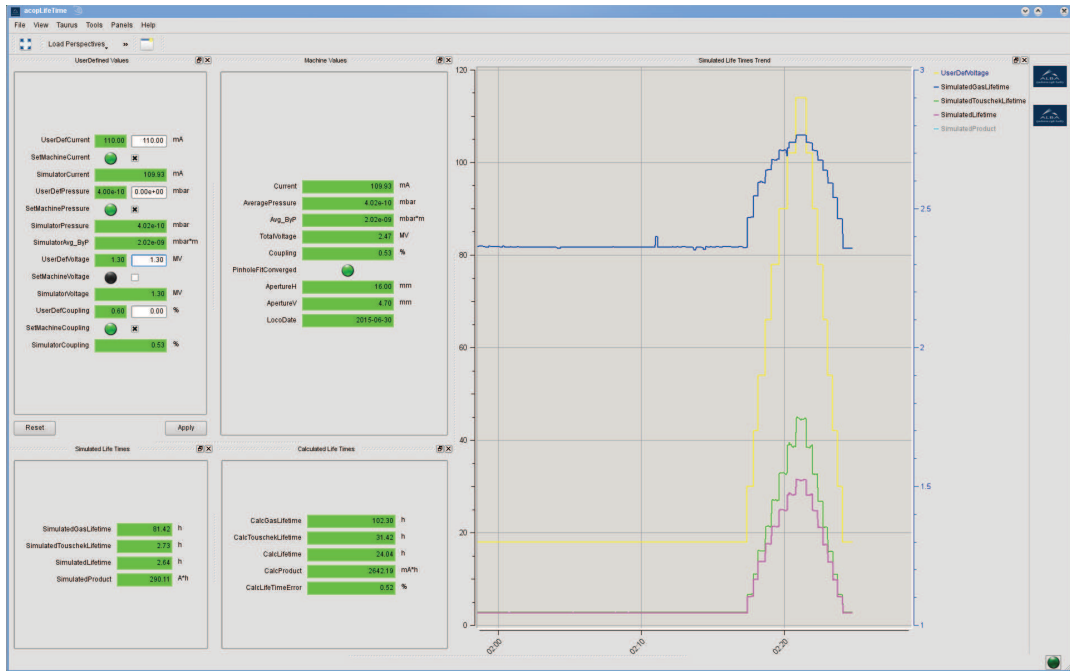 acopLifeTime
File View Taurus Tools Panels Help
Load Perspectives »
UserDefined Values
UserDefCurrent 110.00 110.00 mA
SetMachineCurrent
SimulatorCurrent 109.93 mA
UserDefPressure 4.00e-10 0.00e+00 mbar
SetMachinePressure
SimulatorPressure 4.02e-10 mbar
SimulatorAvg_ByP 2.02e-09 mbar*m
UserDefVoltage 1.30 1.30 MV
SetMachineVoltage
SimulatorVoltage 1.30 MV
UserDefCoupling 0.60 0.00 %
SetMachineCoupling
SimulatorCoupling 0.53 %
Reset Apply
Machine Values
Current 109.93 mA
AveragePressure 4.02e-10 mbar
Avg_ByP 2.02e-09 mbar*m
TotalVoltage 2.47 MV
Coupling 0.53 %
PinholeFitConverged
ApertureH 16.00 mm
ApertureV 4.70 mm
LocoDate 2015-06-30
Simulated Life Times
SimulatedGasLifetime 81.42 h
SimulatedTouschekLifetime 2.73 h
SimulatedLifetime 2.64 h
SimulatedProduct 290.11 A*h
Calculated Life Times
CalcGasLifetime 102.30 h
CalcTouschekLifetime 31.42 h
CalcLifetime 24.04 h
CalcProduct 2642.19 mA*h
CalcLifeTimeError 0.52 %
Simulated Life Times Trend
120
100
80
60
40
20
0
3
2.5
2
1.5
1
02:00 02:10 02:20
UserDefVoltage
SimulatedGasLifetime
SimulatedTouschekLifetime
SimulatedLifetime
SimulatedProduct
ALBA
ALBA